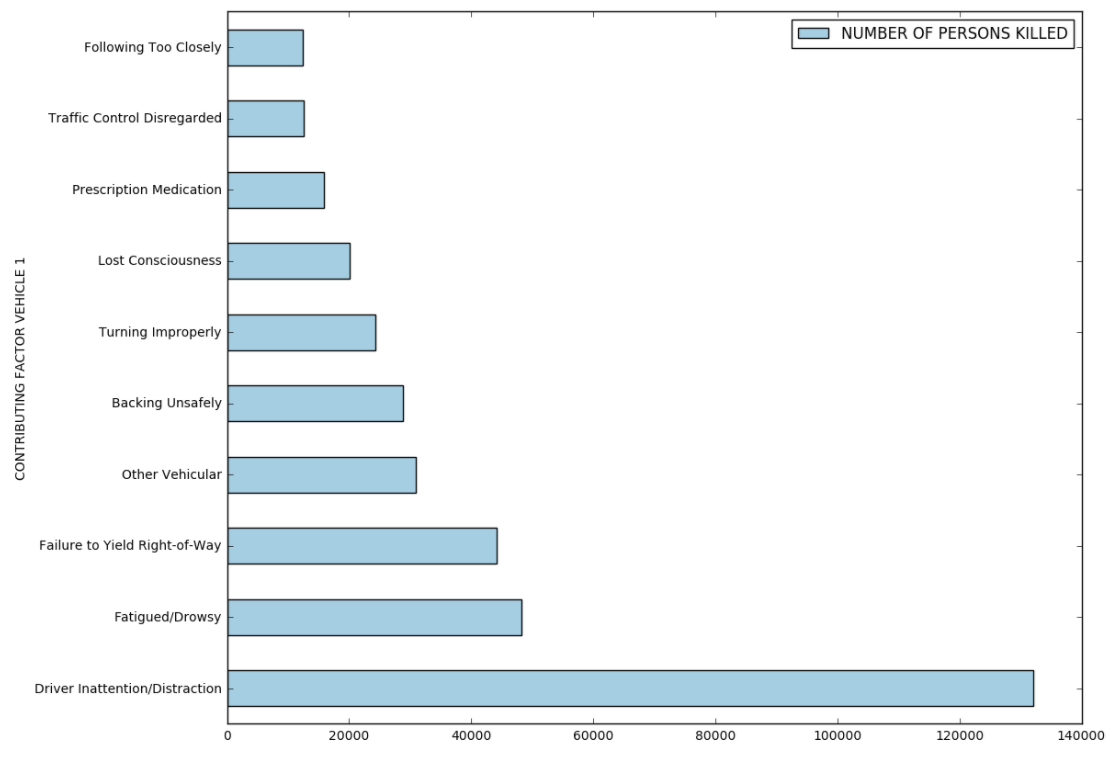 NUMBER OF PERSONS KILLED
CONTRIBUTING FACTOR VEHICLE 1
Following Too Closely
Traffic Control Disregarded
Prescription Medication
Lost Consciousness
Turning Improperly
Backing Unsafely
Other Vehicular
Failure to Yield Right-of-Way
Fatigued/Drowsy
Driver Inattention/Distraction
0 20000 40000 60000 80000 100000 120000 140000